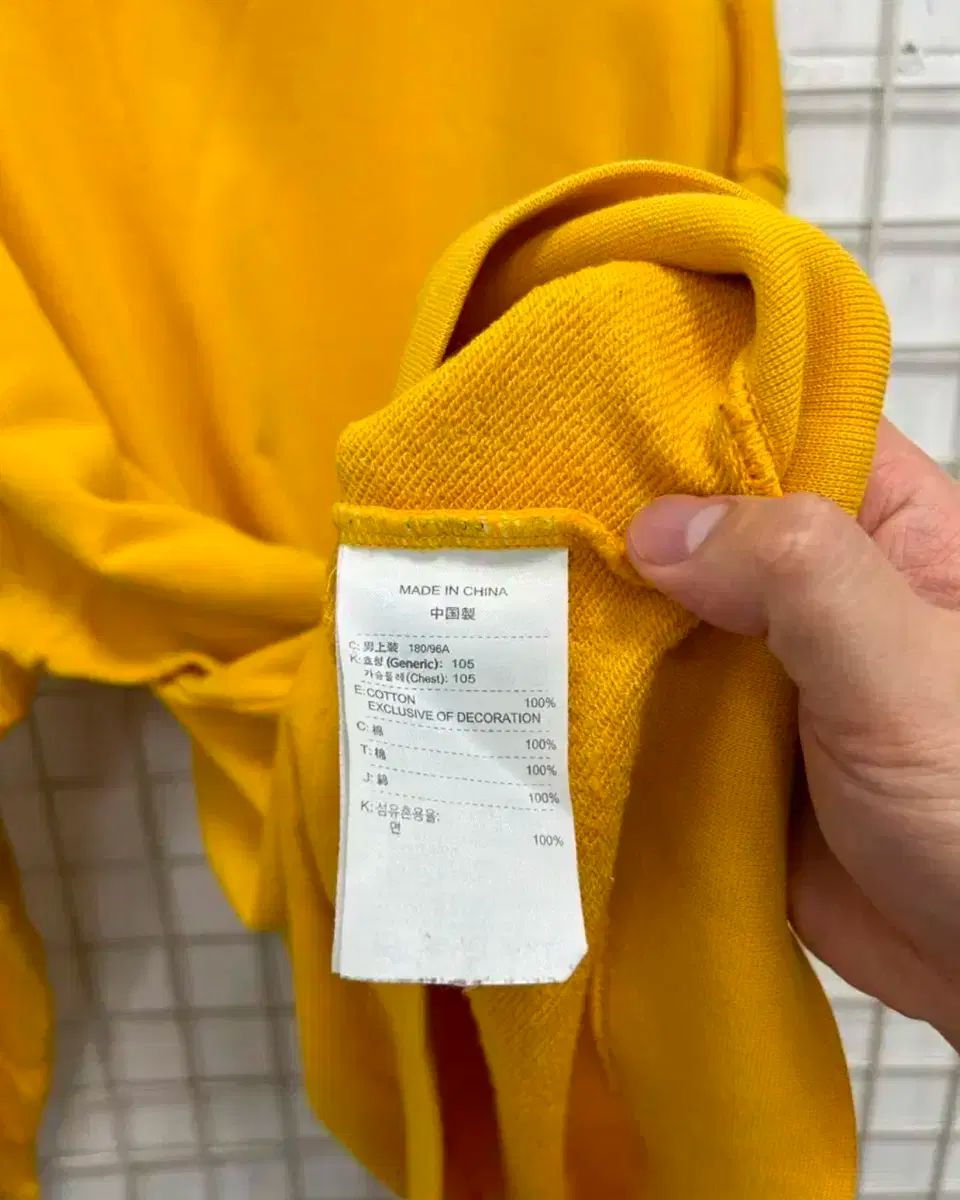 MADE IN CHINA
中国製
C: 男上裝 180/96A
K: 호칭 (Generic): 105
가슴둘레(Chest): 105
E: COTTON 100%
EXCLUSIVE OF DECORATION
C: 棉 100%
T: 棉 100%
J: 綿 100%
K: 섬유혼용율:
면 100%